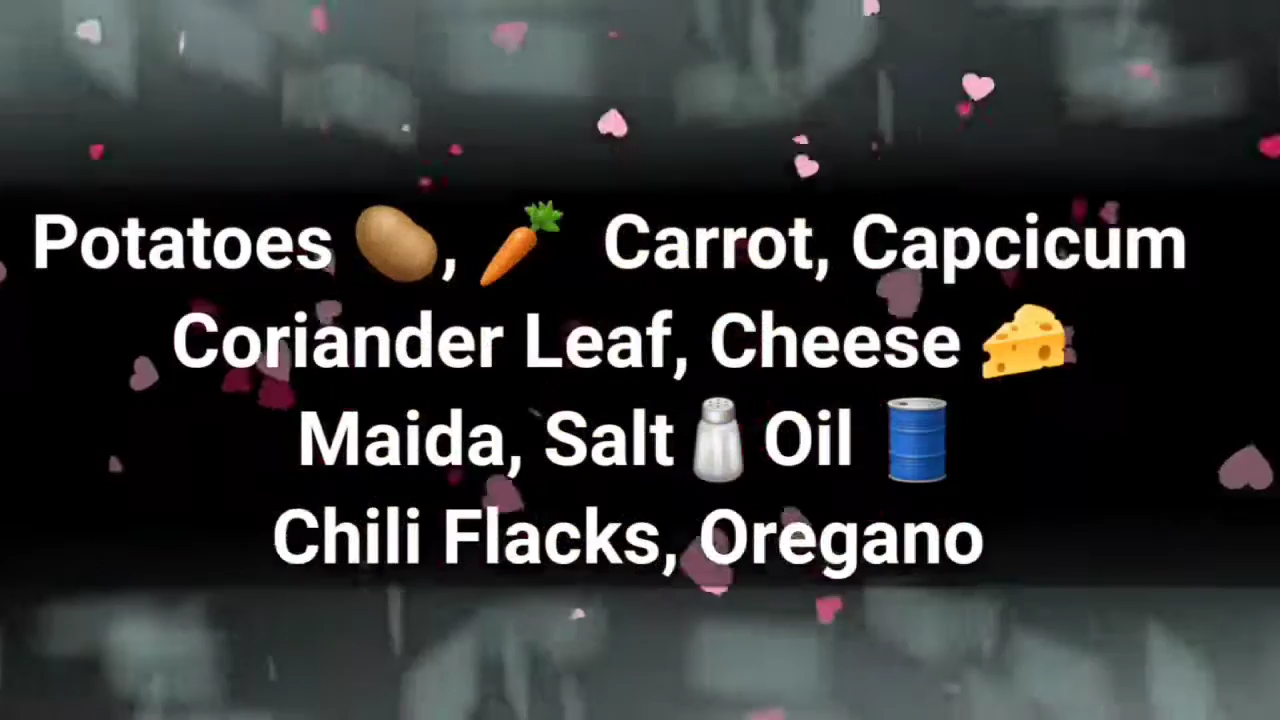 Potatoes 🥔, 🥕 Carrot, Capcicum
Coriander Leaf, Cheese 🧀
Maida, Salt 🧂 Oil 🛢️
Chili Flacks, Oregano